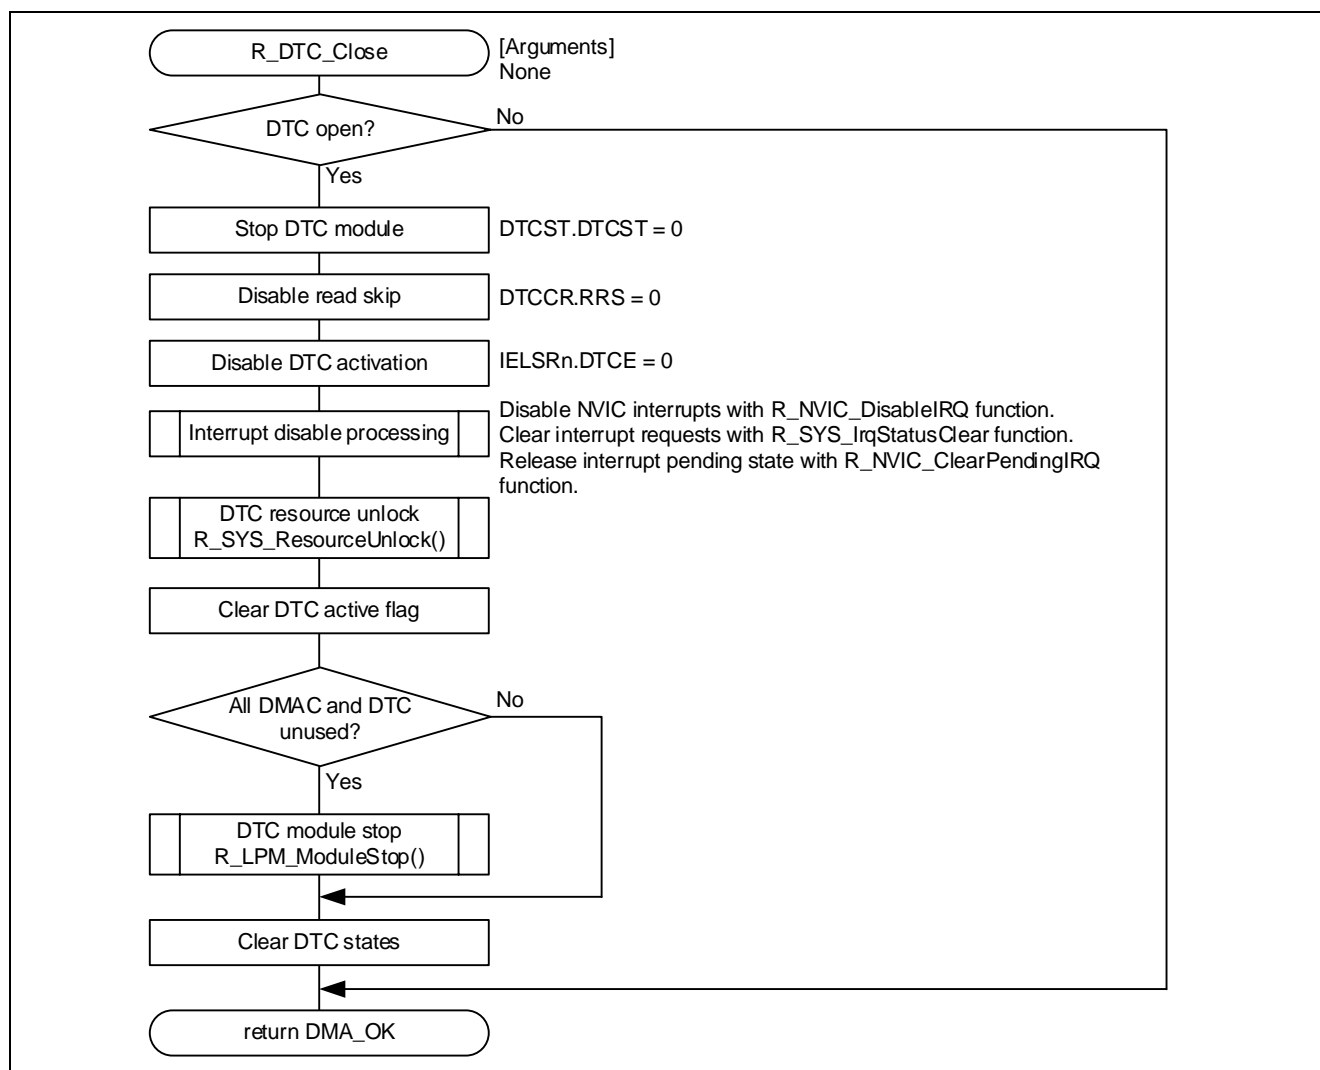 R_DTC_Close
[Arguments]
None
DTC open?
No
Yes
Stop DTC module
DTCST.DTCST = 0
Disable read skip
DTCCR.RRS = 0
Disable DTC activation
IELSRn.DTCE = 0
Interrupt disable processing
Disable NVIC interrupts with R_NVIC_DisableIRQ function.
Clear interrupt requests with R_SYS_IrqStatusClear function.
Release interrupt pending state with R_NVIC_ClearPendingIRQ
function.
DTC resource unlock
R_SYS_ResourceUnlock()
Clear DTC active flag
All DMAC and DTC
unused?
No
Yes
DTC module stop
R_LPM_ModuleStop()
Clear DTC states
return DMA_OK